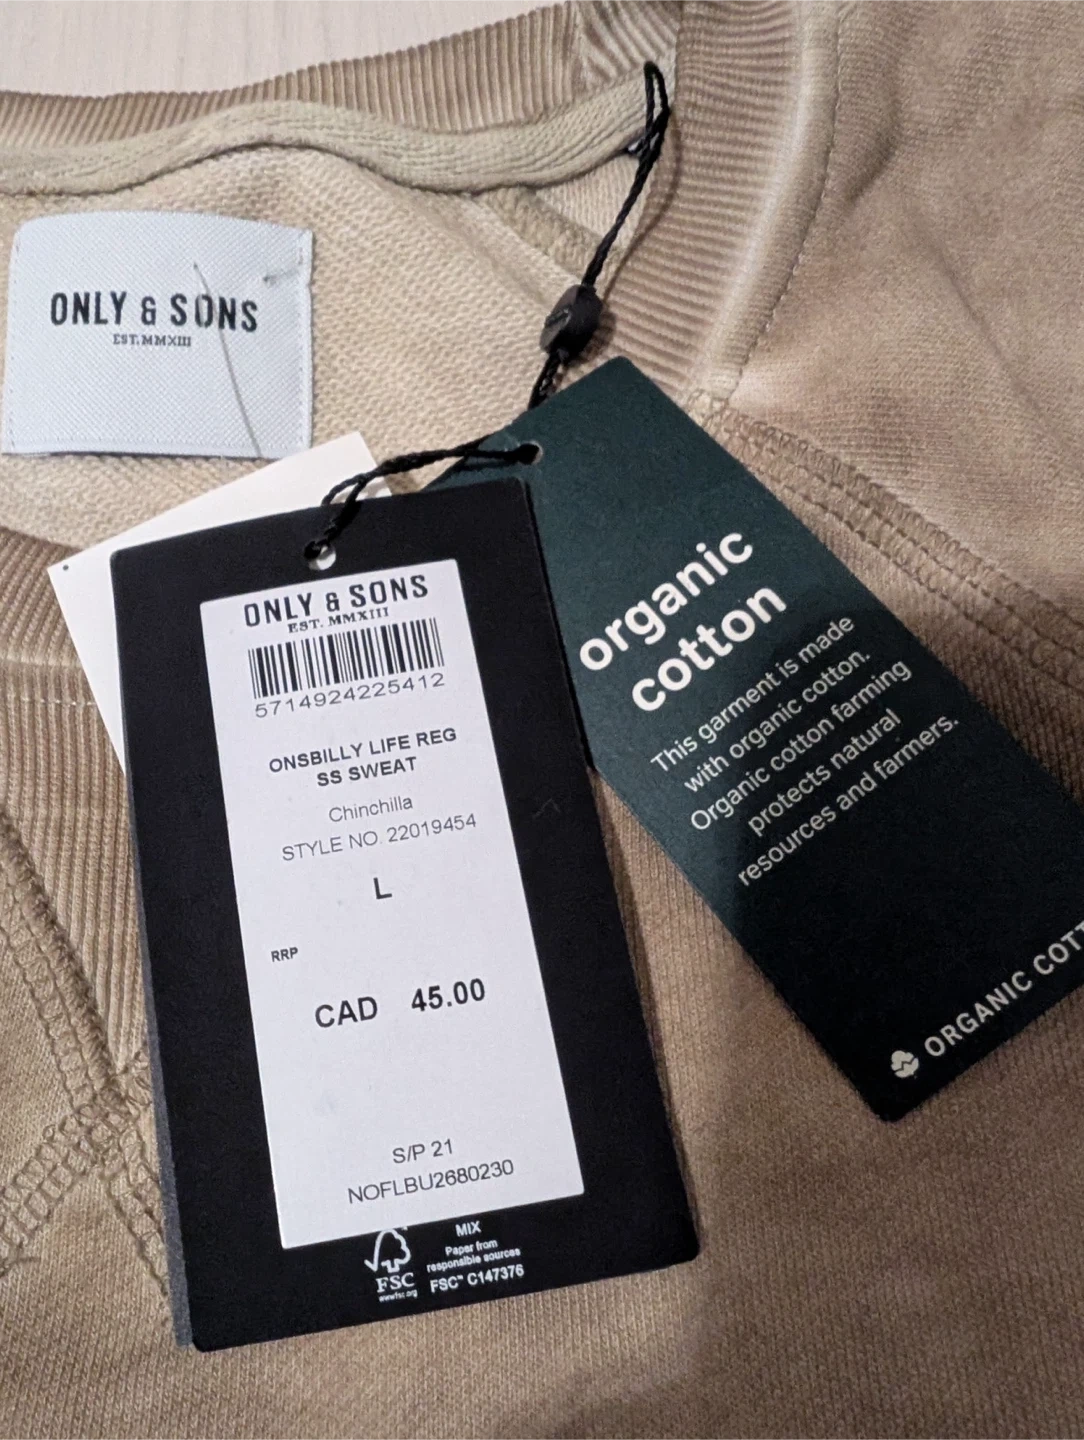 ONLY & SONS
EST. MMXIII
ONLY & SONS
EST. MMXIII
5714924225412
ONSBILLY LIFE REG
SS SWEAT
Chinchilla
STYLE NO. 22019454
L
RRP
CAD 45.00
S/P 21
NOFLBU2680230
FSC
www.fsc.org
MIX
Paper from
responsible sources
FSC™ C147376
organic
cotton
This garment is made
with organic cotton.
Organic cotton farming
protects natural
resources and farmers.
ORGANIC COTT